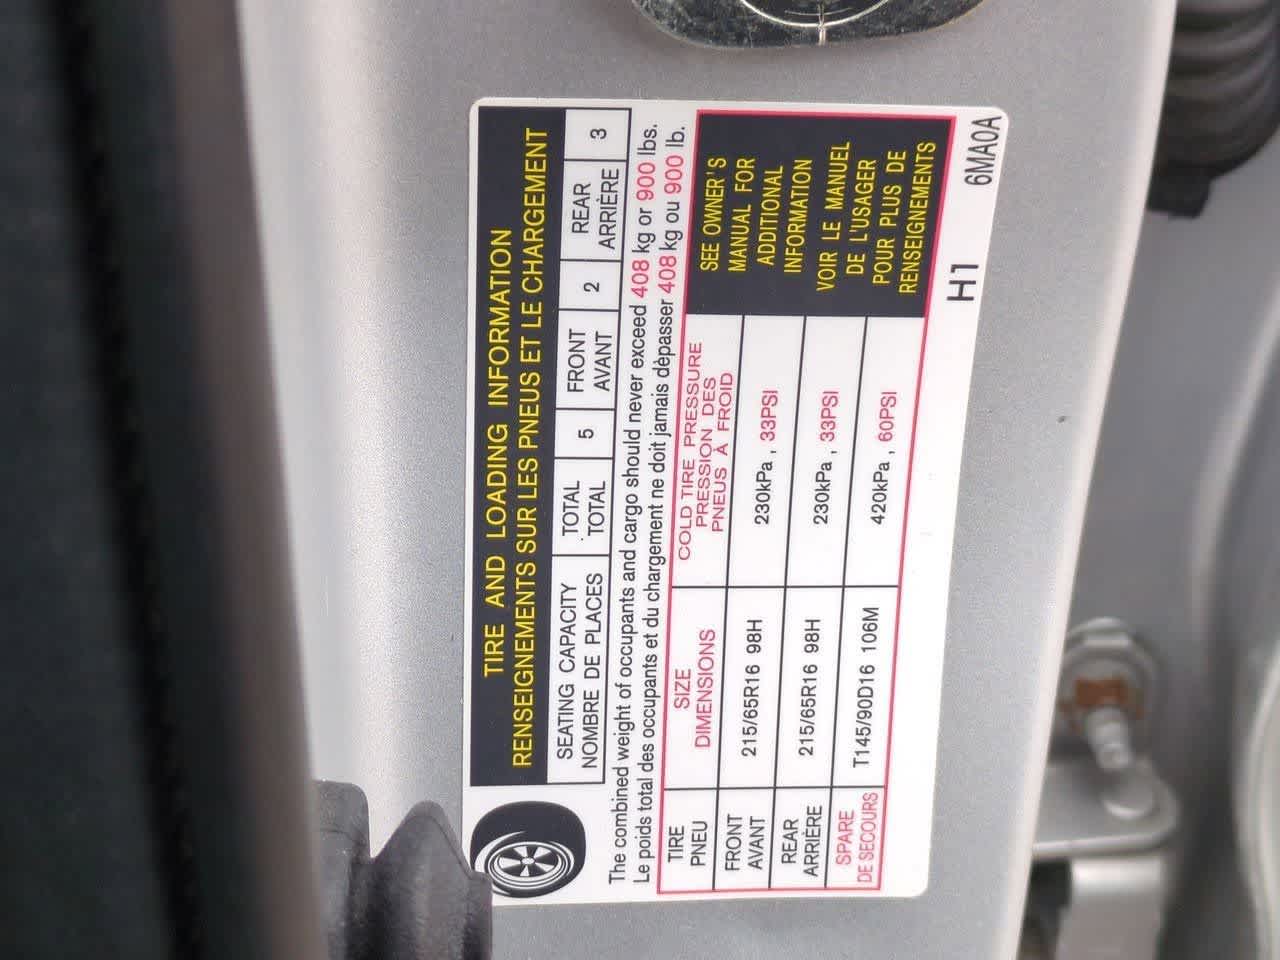 TIRE AND LOADING INFORMATION
RENSEIGNEMENTS SUR LES PNEUS ET LE CHARGEMENT
SEATING CAPACITY TOTAL 5 FRONT 2 REAR 3
NOMBRE DE PLACES TOTAL AVANT ARRIÈRE
The combined weight of occupants and cargo should never exceed 408 kg or 900 lbs.
Le poids total des occupants et du chargement ne doit jamais dépasser 408 kg ou 900 lb.
TIRE SIZE COLD TIRE PRESSURE
PNEU DIMENSIONS PRESSION DES
PNEUS À FROID
FRONT 215/65R16 98H 230kPa , 33PSI
AVANT
REAR 215/65R16 98H 230kPa , 33PSI
ARRIÈRE
SPARE T145/90D16 106M 420kPa , 60PSI
DE SECOURS
SEE OWNER'S
MANUAL FOR
ADDITIONAL
INFORMATION
VOIR LE MANUEL
DE L'USAGER
POUR PLUS DE
RENSEIGNEMENTS
H1 6MA0A